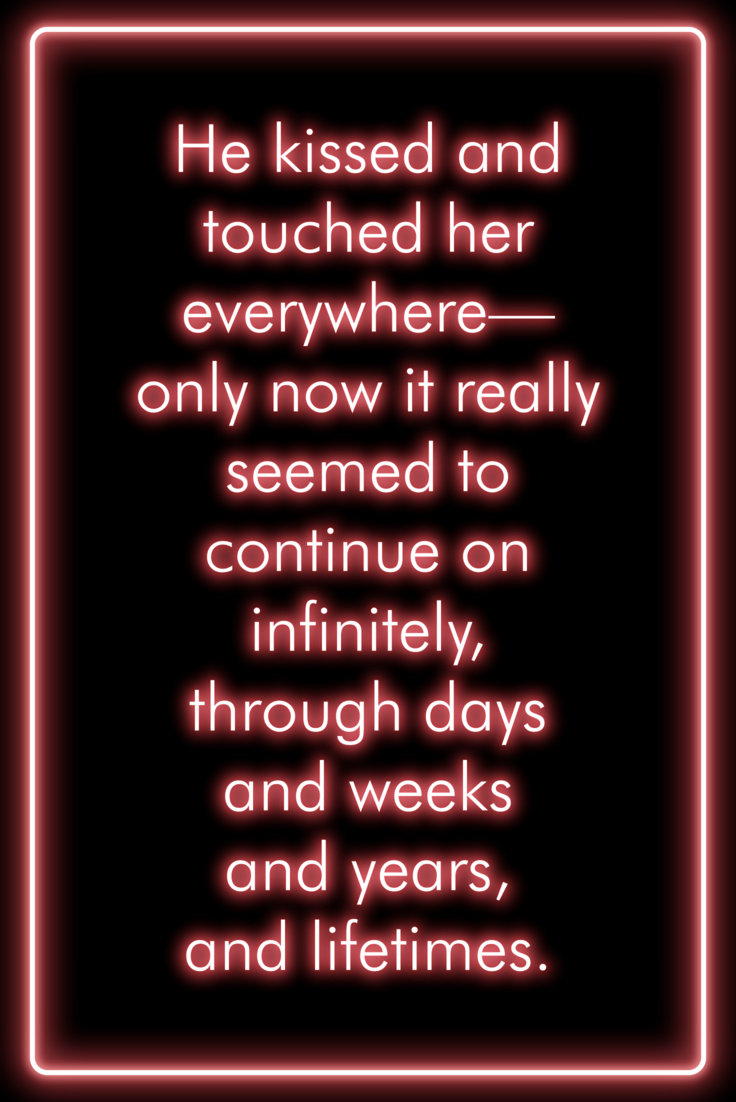 He kissed and
touched her
everywhere—
only now it really
seemed to
continue on
infinitely,
through days
and weeks
and years,
and lifetimes.